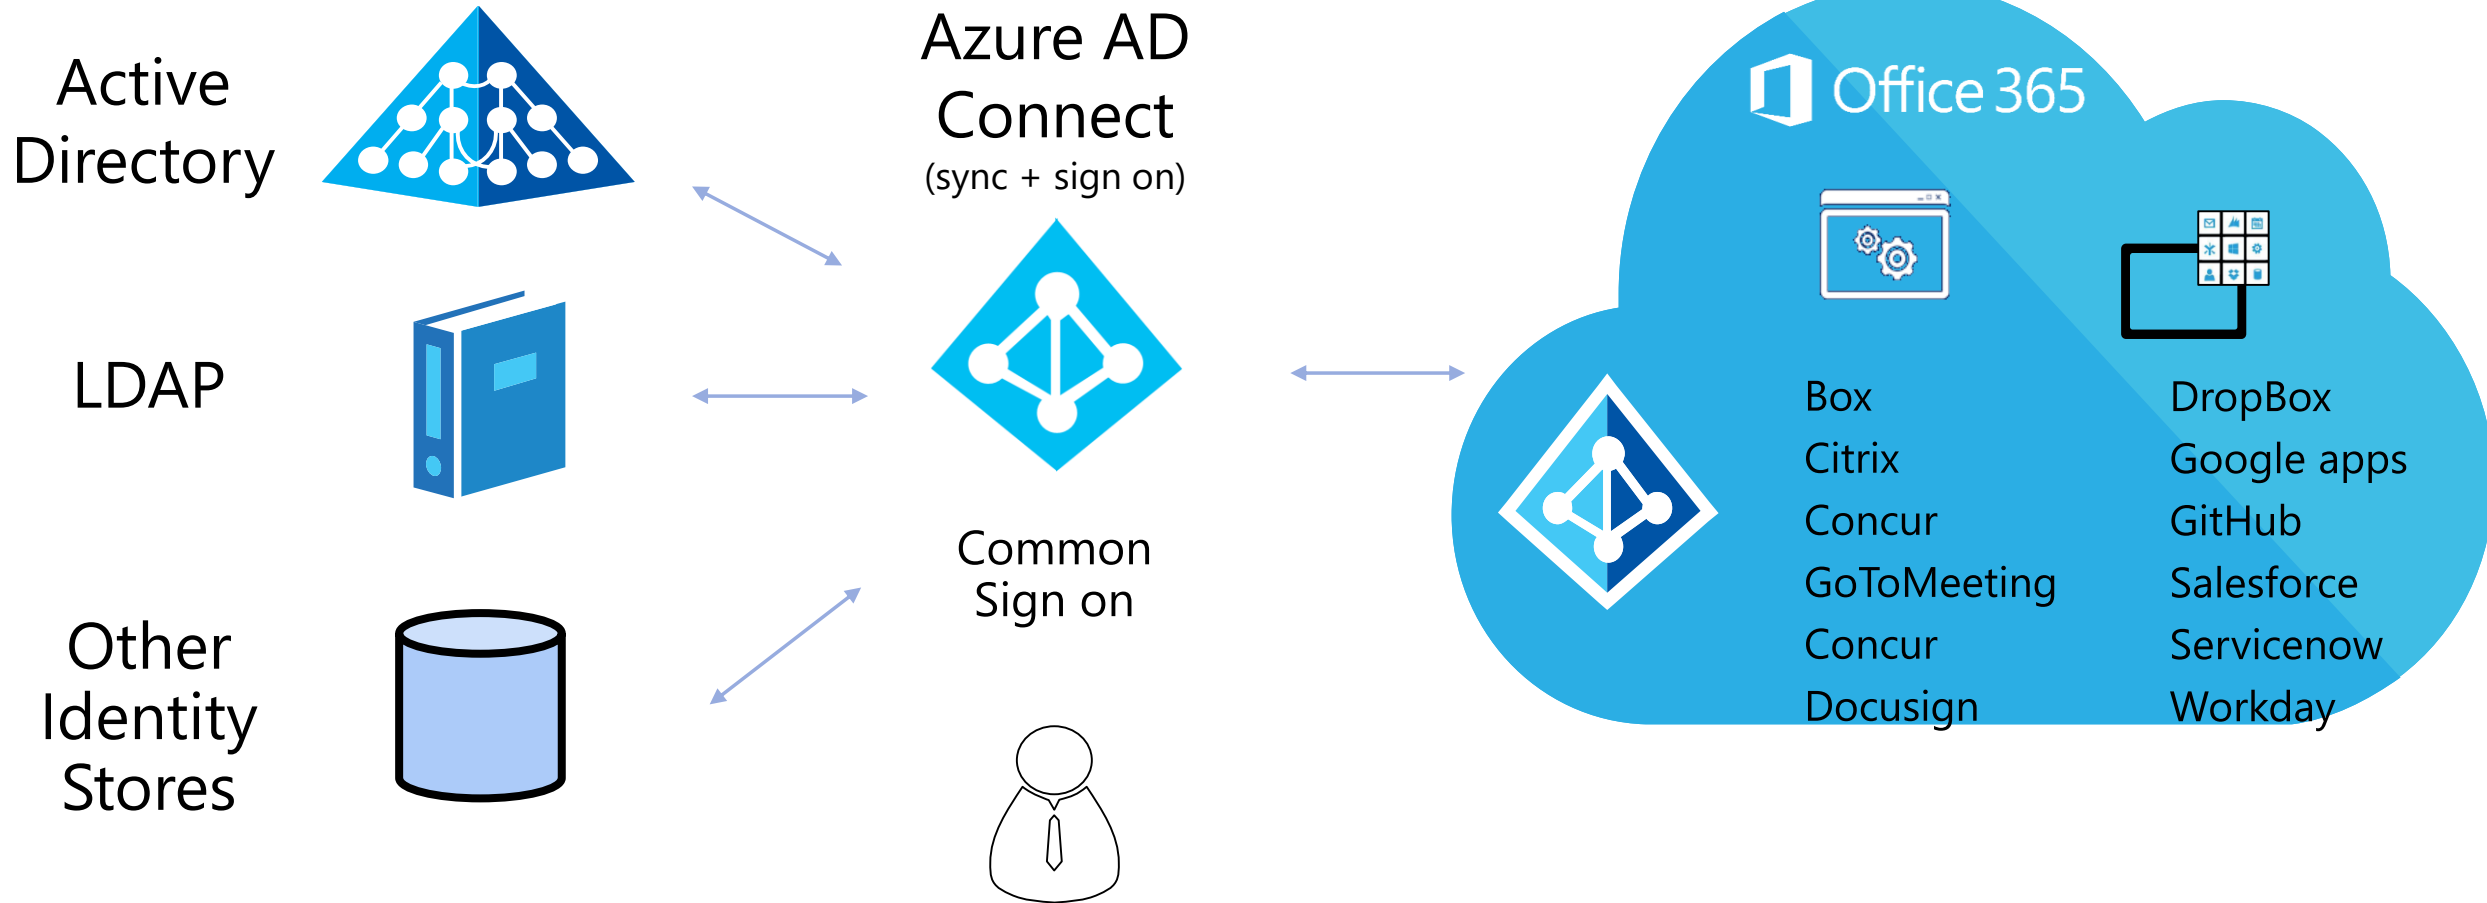 Active
Directory
LDAP
Other
Identity
Stores
Azure AD
Connect
(sync + sign on)
Common
Sign on
Office 365
Box
Citrix
Concur
GoToMeeting
Concur
Docusign
DropBox
Google apps
GitHub
Salesforce
Servicenow
Workday